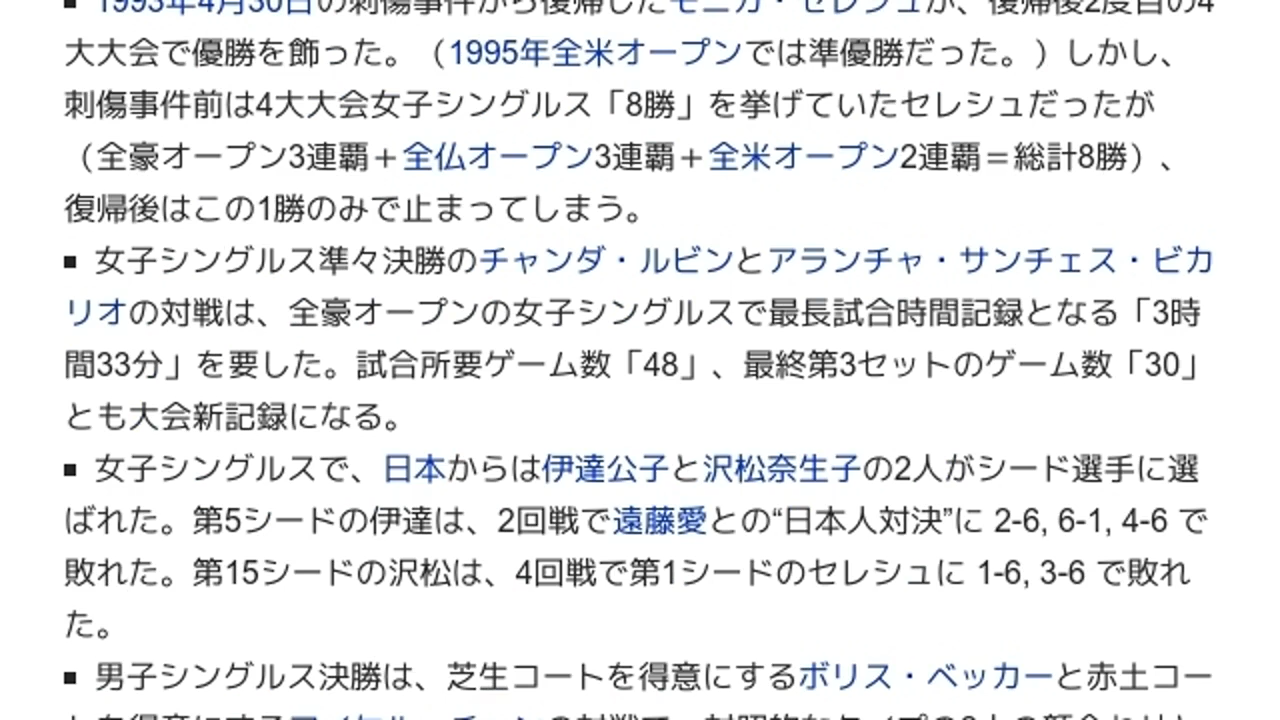 ■ 1993年4月30日の刺傷事件から復帰したモニカ・セレシュが、復帰後2度目の4
大大会で優勝を飾った。（1995年全米オープンでは準優勝だった。）しかし、
刺傷事件前は4大大会女子シングルス「8勝」を挙げていたセレシュだったが
（全豪オープン3連覇＋全仏オープン3連覇＋全米オープン2連覇＝総計8勝）、
復帰後はこの1勝のみで止まってしまう。
■ 女子シングルス準々決勝のチャンダ・ルビンとアランチャ・サンチェス・ビカ
リオの対戦は、全豪オープンの女子シングルスで最長試合時間記録となる「3時
間33分」を要した。試合所要ゲーム数「48」、最終第3セットのゲーム数「30」
とも大会新記録になる。
■ 女子シングルスで、日本からは伊達公子と沢松奈生子の2人がシード選手に選
ばれた。第5シードの伊達は、2回戦で遠藤愛との“日本人対決”に 2-6, 6-1, 4-6 で
敗れた。第15シードの沢松は、4回戦で第1シードのセレシュに 1-6, 3-6 で敗れ
た。
■ 男子シングルス決勝は、芝生コートを得意にするボリス・ベッカーと赤土コー